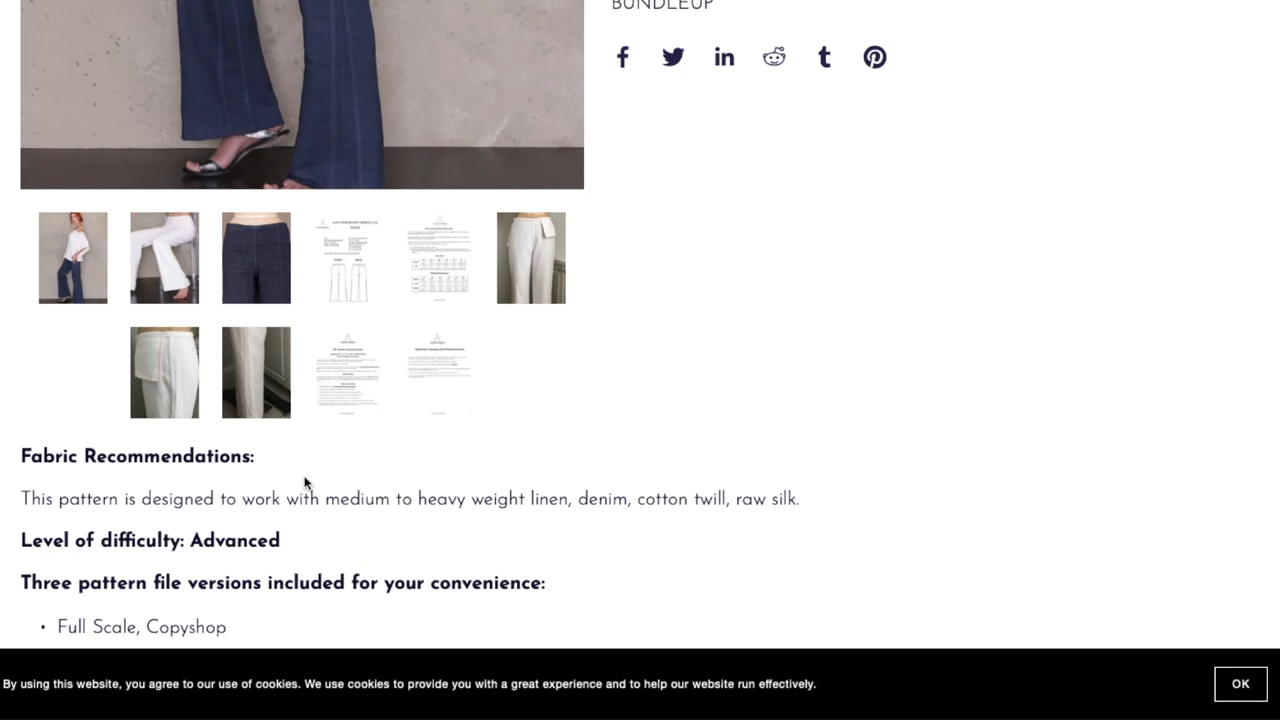 BUNDLEUP
Fabric Recommendations:
This pattern is designed to work with medium to heavy weight linen, denim, cotton twill, raw silk.
Level of difficulty: Advanced
Three pattern file versions included for your convenience:
• Full Scale, Copyshop
By using this website, you agree to our use of cookies. We use cookies to provide you with a great experience and to help our website run effectively.
OK